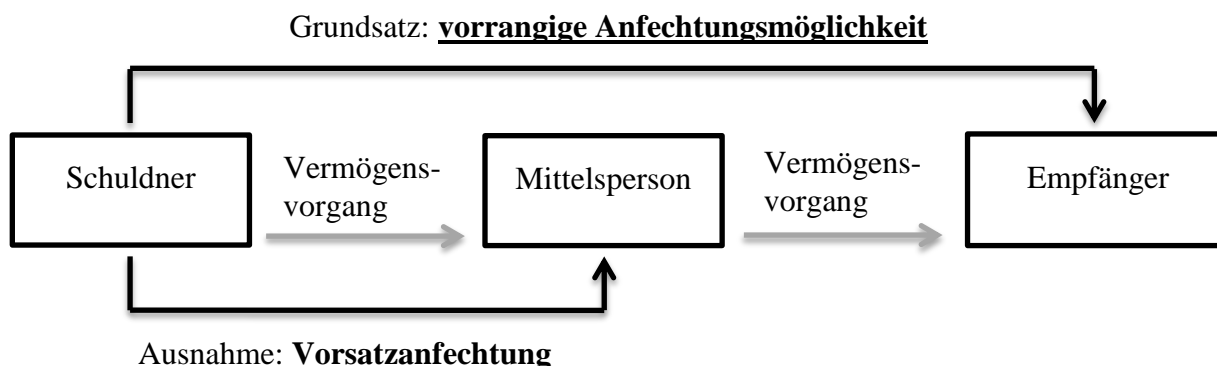 Grundsatz: vorrangige Anfechtungsmöglichkeit
Schuldner
Vermögens-
vorgang
Mittelsperson
Vermögens-
vorgang
Empfänger
Ausnahme: Vorsatzanfechtung